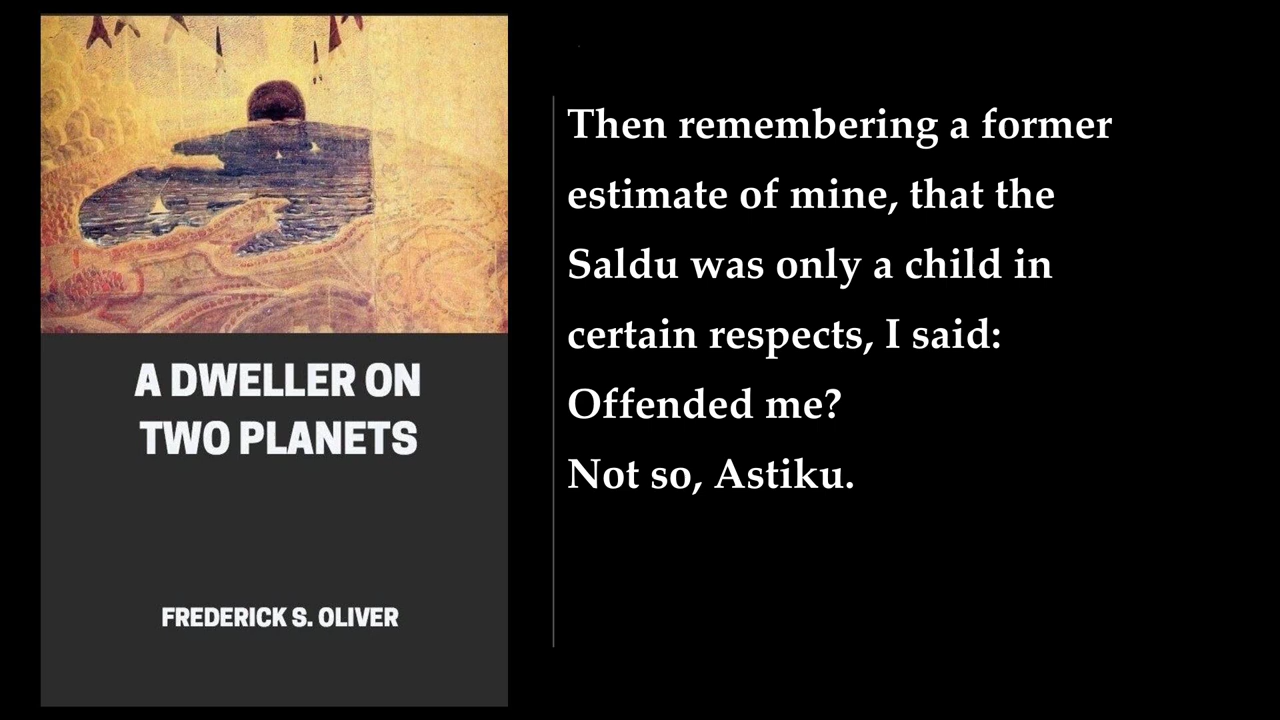 A DWELLER ON
TWO PLANETS
FREDERICK S. OLIVER
Then remembering a former
estimate of mine, that the
Saldu was only a child in
certain respects, I said:
Offended me?
Not so, Astiku.